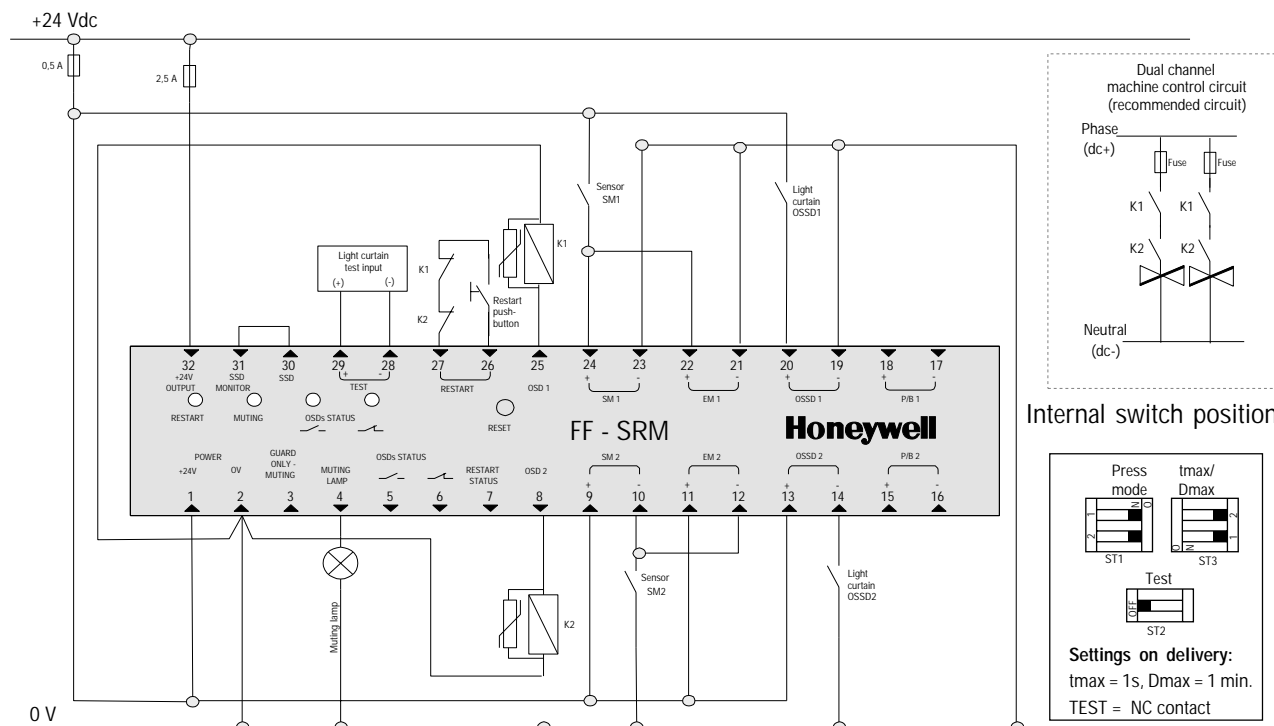 +24 Vdc
0,5 A
2,5 A
Dual channel
machine control circuit
(recommended circuit)
Phase
(dc+)
Fuse
Fuse
K1
K1
K2
K2
Neutral
(dc-)
Sensor
SM1
Light
curtain
OSSD1
K1
Light curtain
test input
(+) (-)
K1
K2
Restart
push-
button
32 31 30 29 28 27 26 25 24 23 22 21 20 19 18 17
+24V
OUTPUT
SSD
MONITOR
SSD
+ -
TEST
RESTART
OSD 1
+ -
SM 1
+ -
EM 1
+ -
OSSD 1
+ -
P/B 1
RESTART
MUTING
OSDs STATUS
RESET
FF - SRM
Honeywell
POWER
+24V
OV
GUARD
ONLY -
MUTING
MUTING
LAMP
OSDs STATUS
RESTART
STATUS
OSD 2
SM 2
+ -
EM 2
+ -
OSSD 2
+ -
P/B 2
+ -
1 2 3 4 5 6 7 8 9 10 11 12 13 14 15 16
Muting lamp
K2
Sensor
SM2
Light
curtain
OSSD2
0 V
Internal switch position
Press
mode
tmax/
Dmax
1
2
N
O
ST1
O
N
2
1
ST3
Test
OFF
ST2
Settings on delivery:
tmax = 1s, Dmax = 1 min.
TEST = NC contact